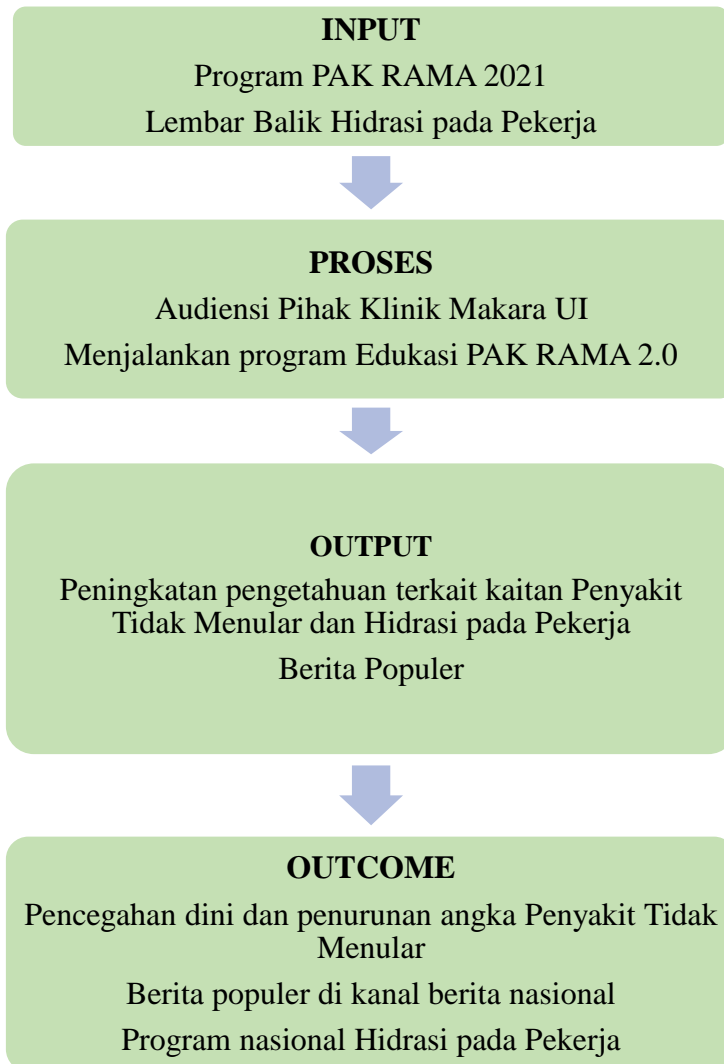 INPUT
Program PAK RAMA 2021
Lembar Balik Hidrasi pada Pekerja
PROSES
Audiensi Pihak Klinik Makara UI
Menjalankan program Edukasi PAK RAMA 2.0
OUTPUT
Peningkatan pengetahuan terkait kaitan Penyakit
Tidak Menular dan Hidrasi pada Pekerja
Berita Populer
OUTCOME
Pencegahan dini dan penurunan angka Penyakit Tidak
Menular
Berita populer di kanal berita nasional
Program nasional Hidrasi pada Pekerja